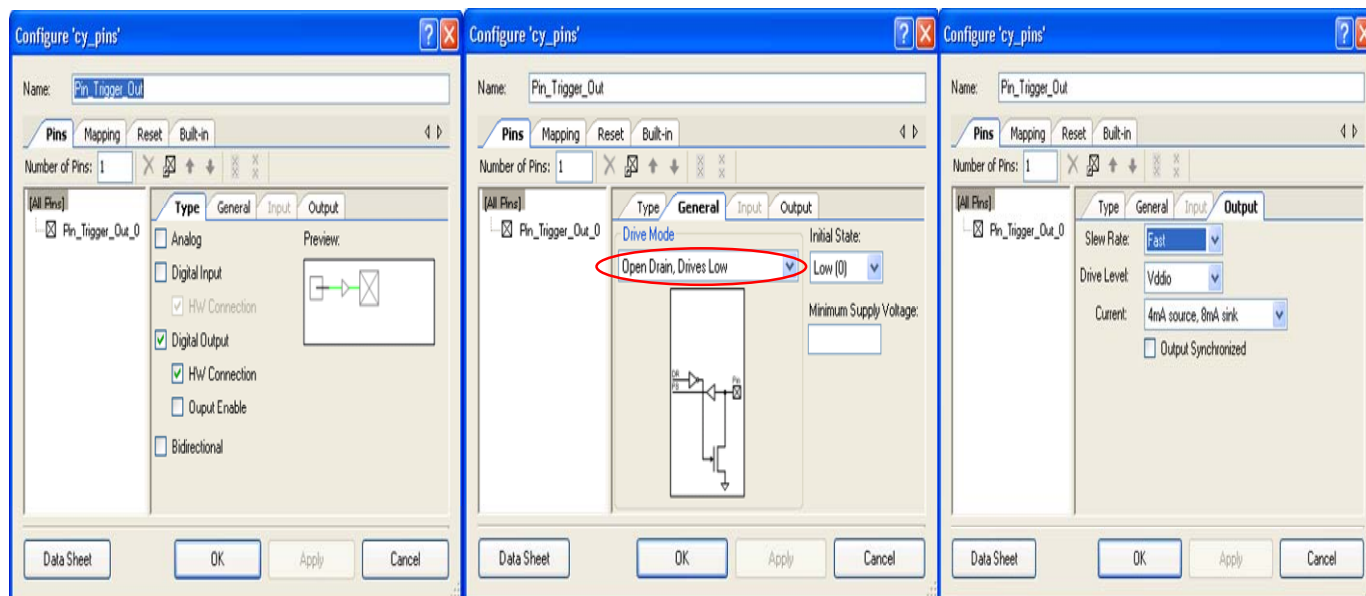 Configure 'cy_pins'
Name: Pin_Trigger_Out
Pins Mapping Reset Built-in
Number of Pins: 1
[All Pins]
Pin_Trigger_Out_0
Type General Input Output
Analog
Preview:
Digital Input
HW Connection
Digital Output
HW Connection
Ouput Enable
Bidirectional
Data Sheet OK Apply Cancel
Configure 'cy_pins'
Name: Pin_Trigger_Out
Pins Mapping Reset Built-in
Number of Pins: 1
[All Pins]
Pin_Trigger_Out_0
Type General Input Output
Drive Mode
Initial State:
Open Drain, Drives Low
Low (0)
Minimum Supply Voltage:
DR
PS
Pin
Data Sheet OK Apply Cancel
Configure 'cy_pins'
Name: Pin_Trigger_Out
Pins Mapping Reset Built-in
Number of Pins: 1
[All Pins]
Pin_Trigger_Out_0
Type General Input Output
Slew Rate: Fast
Drive Level: Vddio
Current: 4mA source, 8mA sink
Output Synchronized
Data Sheet OK Apply Cancel